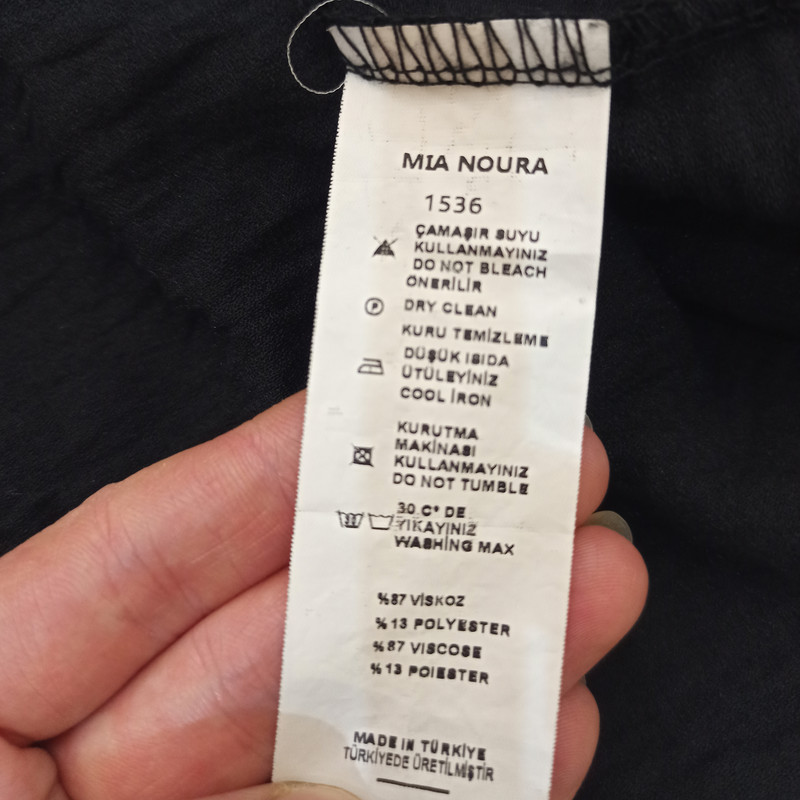 MIA NOURA
1536
ÇAMAŞIR SUYU
KULLANMAYINIZ
DO NOT BLEACH
ÖNERİLİR
DRY CLEAN
KURU TEMİZLEME
DÜŞÜK ISIDA
ÜTÜLEYİNİZ
COOL İRON
KURUTMA
MAKİNASI
KULLANMAYINIZ
DO NOT TUMBLE
30 C° DE
YIKAYINIZ
WASHİNG MAX
%87 VİSKOZ
%13 POLYESTER
%87 VISCOSE
%13 POIESTER
MADE IN TÜRKİYE
TÜRKİYEDE ÜRETİLMİŞTİR